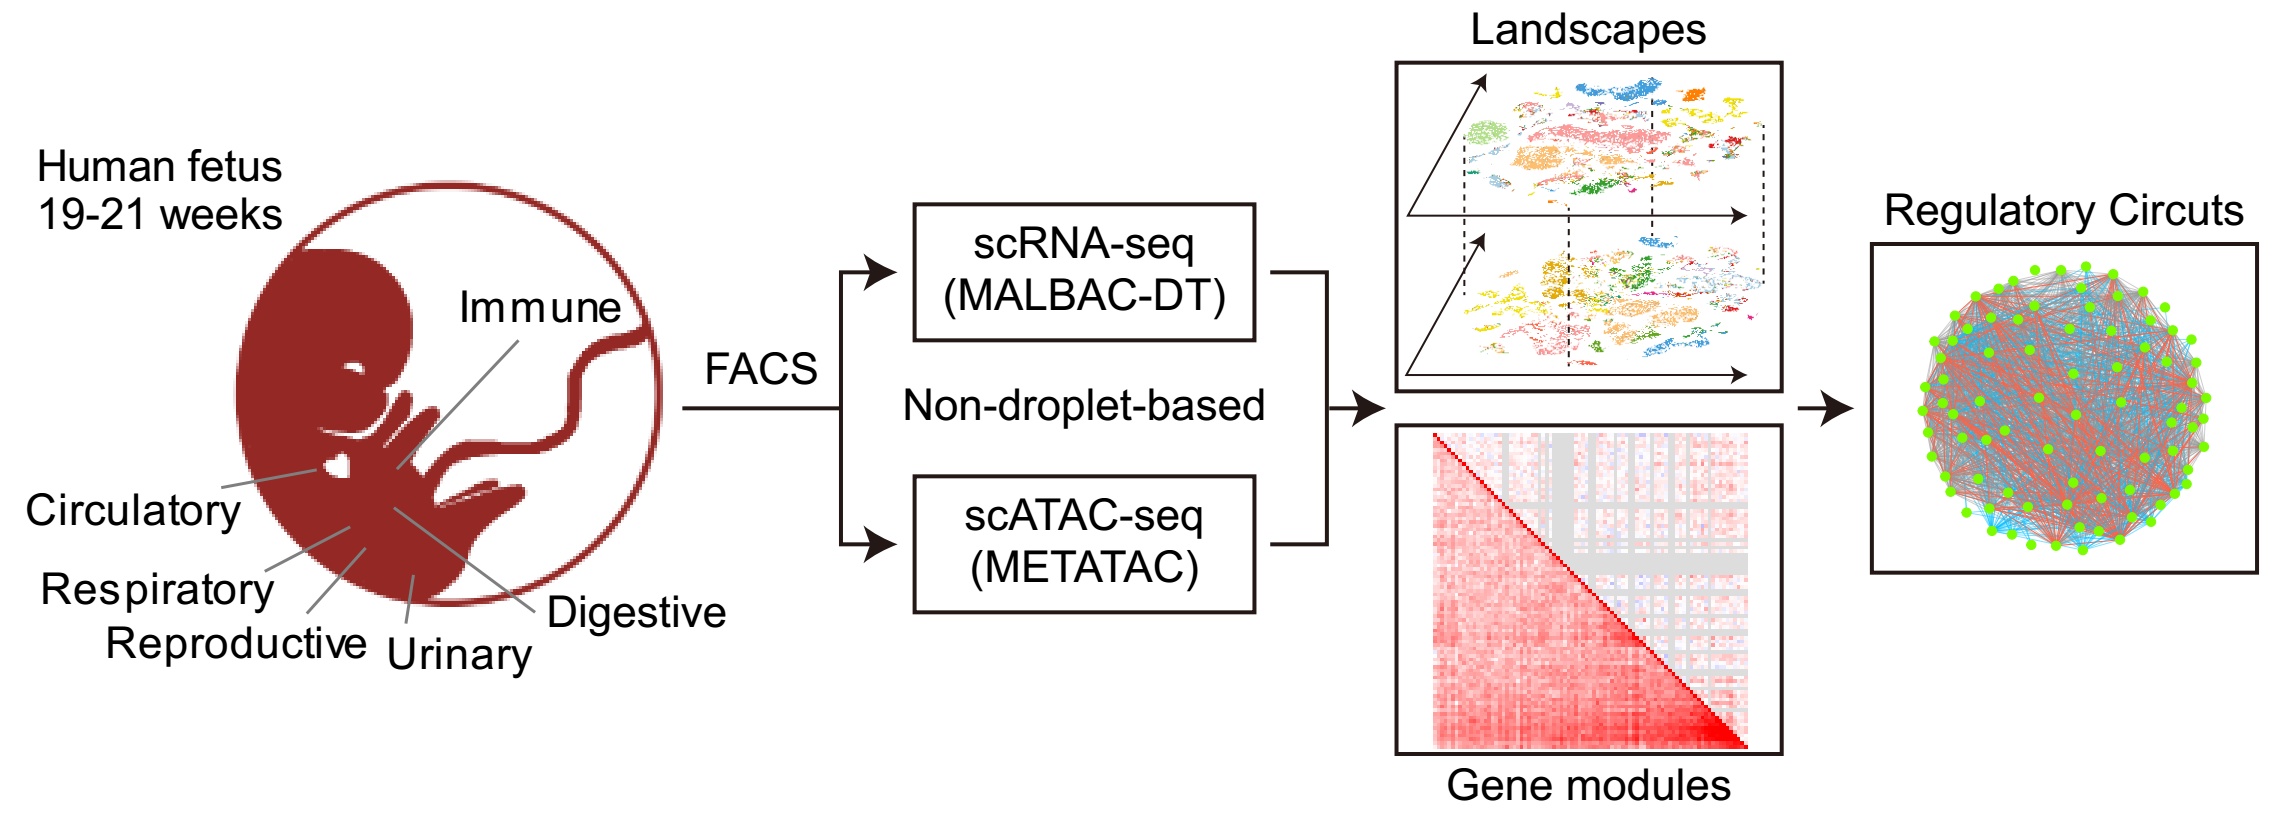 Human fetus
19-21 weeks
Immune
Circulatory
Respiratory
Reproductive
Urinary
Digestive
FACS
scRNA-seq
(MALBAC-DT)
Non-droplet-based
scATAC-seq
(METATAC)
Landscapes
Gene modules
Regulatory Circuts